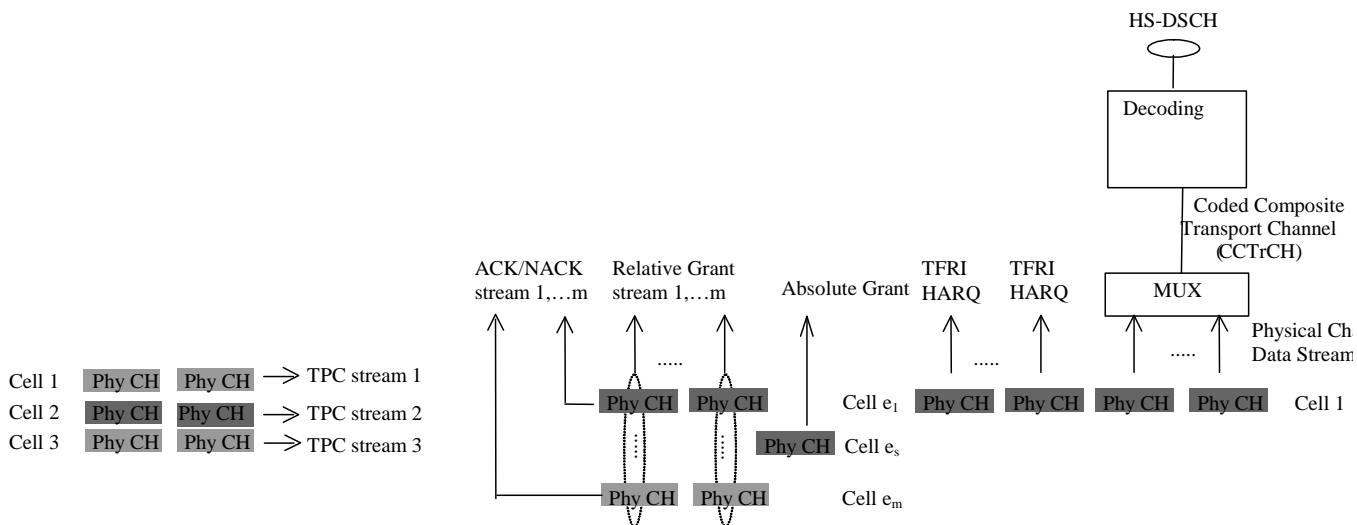 HS-DSCH
Decoding
Coded Composite
Transport Channel
(CCTrCH)
MUX
ACK/NACK
stream 1,…m
Relative Grant
stream 1,…m
Absolute Grant
TFRI
HARQ
TFRI
HARQ
Physical Cha
Data Stream
.....
.....
.....
Cell 1 Phy CH Phy CH TPC stream 1
Cell 2 Phy CH Phy CH TPC stream 2
Cell 3 Phy CH Phy CH TPC stream 3
Phy CH Phy CH Cell e1 Phy CH Phy CH Phy CH Phy CH Cell 1
Phy CH Cell es
Phy CH Phy CH Cell em